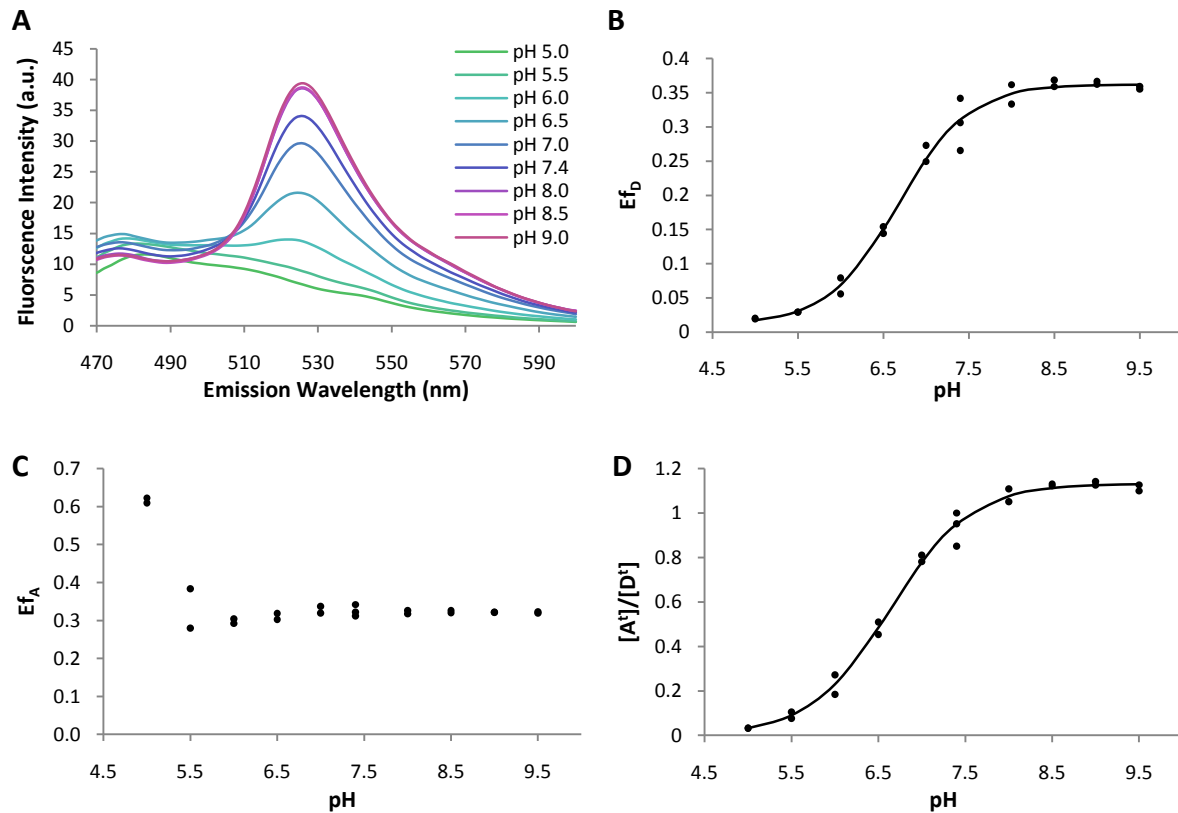 A
Fluorscence Intensity (a.u.)
45
40
35
30
25
20
15
10
5
0
470 490 510 530 550 570 590
Emission Wavelength (nm)
pH 5.0
pH 5.5
pH 6.0
pH 6.5
pH 7.0
pH 7.4
pH 8.0
pH 8.5
pH 9.0
B
Ef_D
0.4
0.35
0.3
0.25
0.2
0.15
0.1
0.05
0
4.5 5.5 6.5 7.5 8.5 9.5
pH
C
Ef_A
0.7
0.6
0.5
0.4
0.3
0.2
0.1
0.0
4.5 5.5 6.5 7.5 8.5 9.5
pH
D
[Aᵗ]/[Dᵗ]
1.2
1
0.8
0.6
0.4
0.2
0
4.5 5.5 6.5 7.5 8.5 9.5
pH